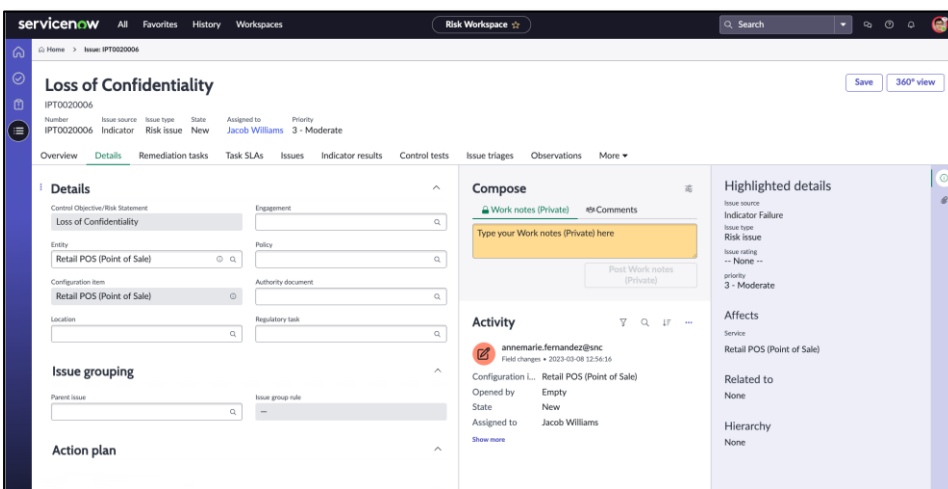 servicenow All Favorites History Workspaces Risk Workspace ☆ Search
Home > Issue: IPT0020006
Loss of Confidentiality
Save 360° view
IPT0020006
Number Issue source Issue type State Assigned to Priority
IPT0020006 Indicator Risk issue New Jacob Williams 3 - Moderate
Overview Details Remediation tasks Task SLAs Issues Indicator results Control tests Issue triages Observations More
Details
Control Objective/Risk Statement
Loss of Confidentiality
Engagement
Entity
Retail POS (Point of Sale)
Policy
Configuration item
Retail POS (Point of Sale)
Authority document
Location
Regulatory task
Issue grouping
Parent issue
Issue group rule
—
Action plan
Compose
Work notes (Private) Comments
Type your Work notes (Private) here
Post Work notes
(Private)
Activity
annemarie.fernandez@snc
Field changes • 2023-03-08 12:56:16
Configuration i... Retail POS (Point of Sale)
Opened by Empty
State New
Assigned to Jacob Williams
Show more
Highlighted details
Issue source
Indicator Failure
Issue type
Risk issue
Issue rating
-- None --
priority
3 - Moderate
Affects
Service
Retail POS (Point of Sale)
Related to
None
Hierarchy
None